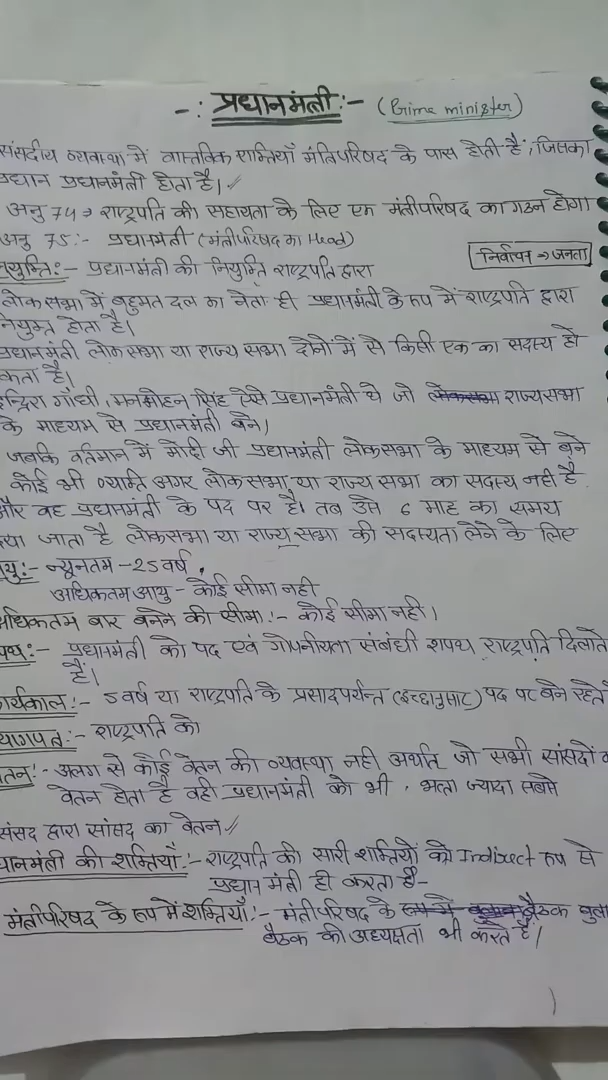 -: प्रधानमंत्री :- (Prime minister)
संसदीय व्यवस्था में वास्तविक शक्तियाँ मंत्रिपरिषद के पास होती हैं, जिसका
प्रधान प्रधानमंत्री होता है।
अनु 74 → राष्ट्रपति की सहायता के लिए एक मंत्रीपरिषद का गठन होगा
अनु 75:- प्रधानमंत्री (मंत्रीपरिषद का Head)
निर्वाचन → जनता
युक्ति:- प्रधानमंत्री की नियुक्ति राष्ट्रपति द्वारा
लोकसभा में बहुमत दल का नेता ही प्रधानमंत्री के रूप में राष्ट्रपति द्वारा
नियुक्त होता है।
प्रधानमंत्री लोकसभा या राज्य सभा दोनों में से किसी एक का सदस्य हो
कता है।
इन्दिरा गाँधी, मनमोहन सिंह ऐसे प्रधानमंत्री थे जो लोकसभा राज्यसभा
के माध्यम से प्रधानमंत्री बने।
जबकि वर्तमान में मोदी जी प्रधानमंत्री लोकसभा के माध्यम से बने
कोई भी व्यक्ति अगर लोकसभा या राज्य सभा का सदस्य नही है
और वह प्रधानमंत्री के पद पर है। तब उसे 6 माह का समय
दिया जाता है लोकसभा या राज्य सभा की सदस्यता लेने के लिए
आयु:- न्यूनतम - 25 वर्ष,
अधिकतम आयु - कोई सीमा नही
अधिकतम बार बनने की सीमा:- कोई सीमा नही।
पथ:- प्रधानमंत्री को पद एवं गोपनीयता संबंधी शपथ राष्ट्रपति दिलाते
हैं।
कार्यकाल:- 5 वर्ष या राष्ट्रपति के प्रसादपर्यन्त (इच्छानुसार) पद पर बने रहते
यागपत्र:- राष्ट्रपति को
तन:- अलग से कोई वेतन की व्यवस्था नही अर्थात् जो सभी सांसदों क
वेतन होता है वही प्रधानमंत्री को भी, भत्ता ज्यादा सबसे
संसद द्वारा सांसद का वेतन
धानमंत्री की शक्तियाँ:- राष्ट्रपति की सारी शक्तियों को Indirect रूप से
प्रधान मंत्री ही करता है-
मंत्रीपरिषद के रूप में शक्तियाँ:- मंत्रीपरिषद के बैठक बुला
बैठक की अध्यक्षता भी करते हैं।